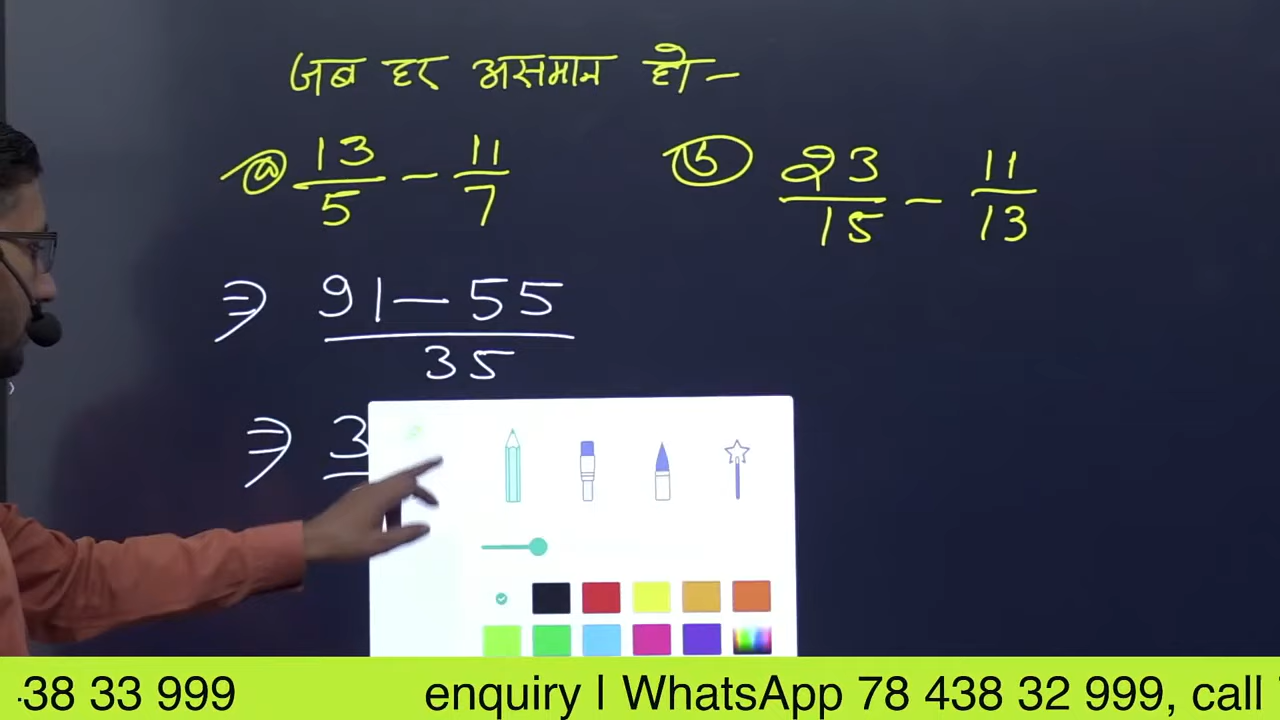 जब हर असमान हो-
(a) 13/5 - 11/7
(b) 23/15 - 11/13
⇒ 91-55/35
⇒ 3
38 33 999 enquiry | WhatsApp 78 438 32 999, call